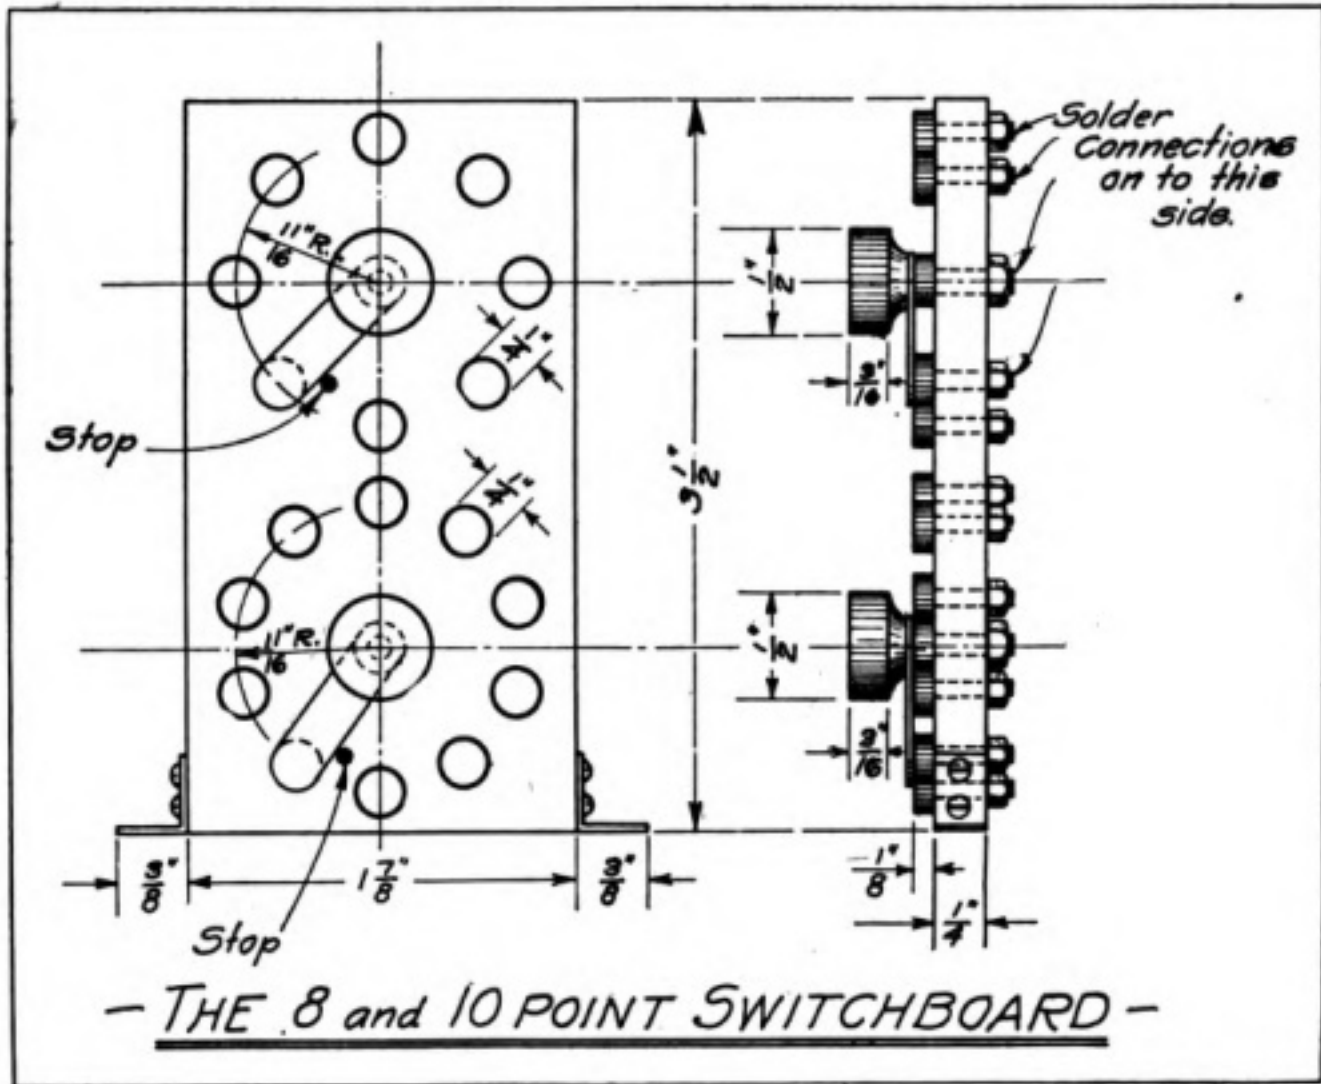 Solder
connections
on to this
side.
11" R.
16
1"
2
1"
4
3
16
Stop
3 1"
2
1"
4
11" R.
16
1"
2
3
16
3"
8
1 7"
8
3"
8
1"
8
1"
4
Stop
- THE 8 and 10 POINT SWITCHBOARD -